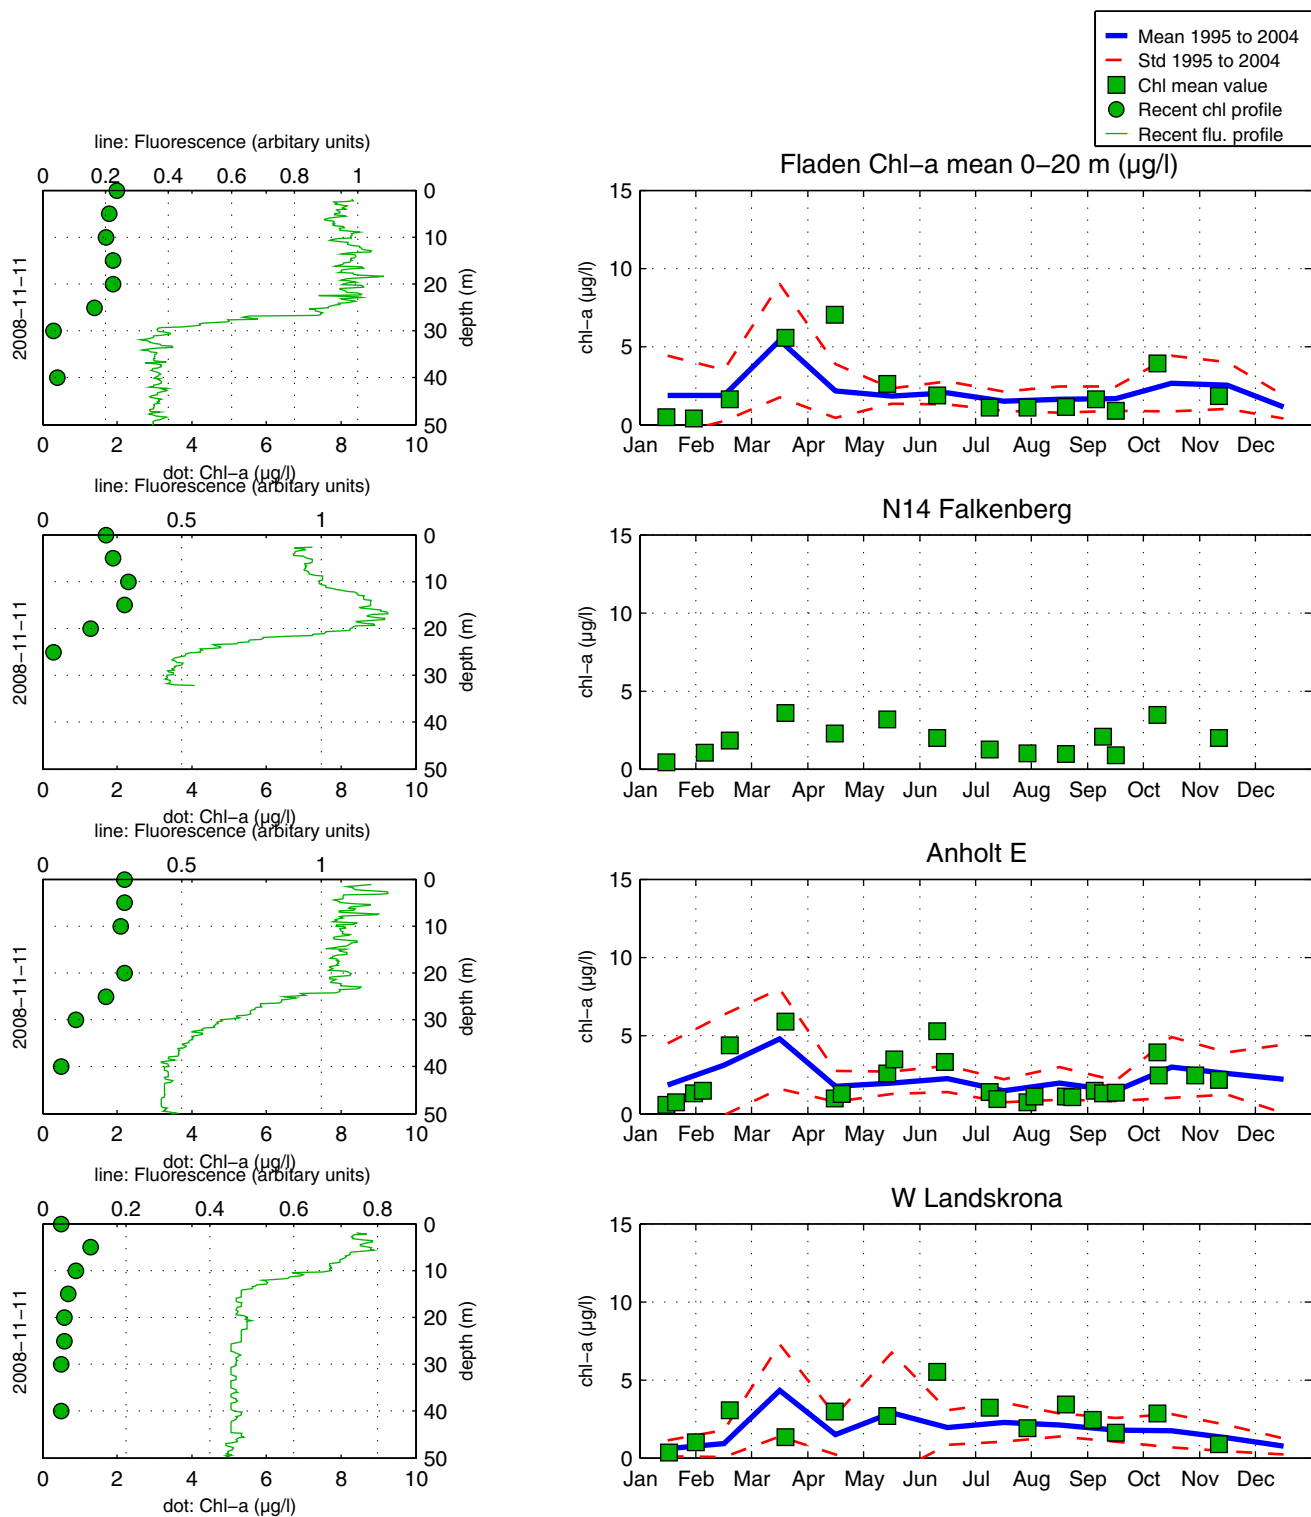 Mean 1995 to 2004
Std 1995 to 2004
Chl mean value
Recent chl profile
Recent flu. profile
line: Fluorescence (arbitary units)
0 0.2 0.4 0.6 0.8 1
2008−11−11
0
10
20
30
40
50
depth (m)
0 2 4 6 8 10
dot: Chl−a (µg/l)
Fladen Chl−a mean 0−20 m (µg/l)
chl−a (µg/l)
15
10
5
0
Jan Feb Mar Apr May Jun Jul Aug Sep Oct Nov Dec
line: Fluorescence (arbitary units)
0 0.5 1
2008−11−11
0
10
20
30
40
50
depth (m)
0 2 4 6 8 10
dot: Chl−a (µg/l)
N14 Falkenberg
chl−a (µg/l)
15
10
5
0
Jan Feb Mar Apr May Jun Jul Aug Sep Oct Nov Dec
line: Fluorescence (arbitary units)
0 0.5 1
2008−11−11
0
10
20
30
40
50
depth (m)
0 2 4 6 8 10
dot: Chl−a (µg/l)
Anholt E
chl−a (µg/l)
15
10
5
0
Jan Feb Mar Apr May Jun Jul Aug Sep Oct Nov Dec
line: Fluorescence (arbitary units)
0 0.2 0.4 0.6 0.8
2008−11−11
0
10
20
30
40
50
depth (m)
0 2 4 6 8 10
dot: Chl−a (µg/l)
W Landskrona
chl−a (µg/l)
15
10
5
0
Jan Feb Mar Apr May Jun Jul Aug Sep Oct Nov Dec